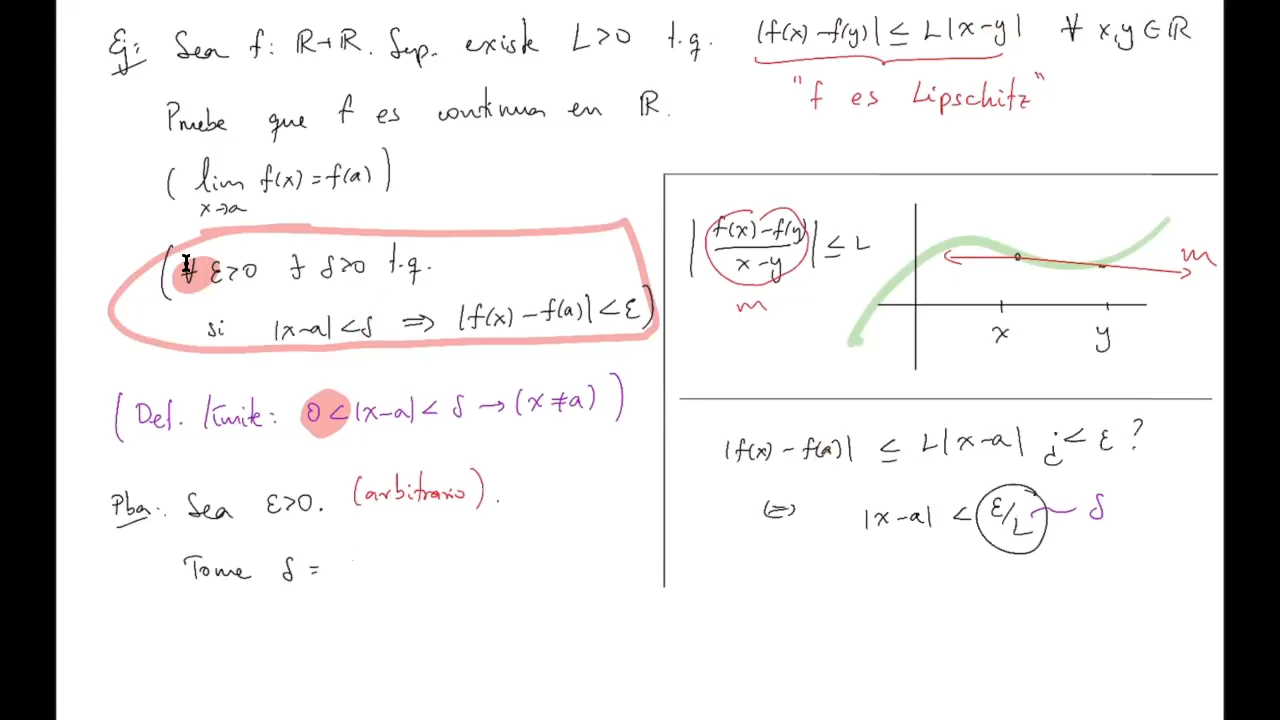 Ej: Sea f: ℝ→ℝ. Sup. existe L>0 t.q. |f(x)-f(y)| ≤ L|x-y| ∀ x,y ∈ ℝ
"f es Lipschitz"
Pruebe que f es continua en ℝ.
( lim f(x) = f(a) )
x→a
( ∀ ε>0 ∃ δ>0 t.q.
si |x-a| < δ ⇒ |f(x) - f(a)| < ε )
( Def. límite: 0 < |x-a| < δ → (x ≠ a) )
Pba: Sea ε>0. (arbitrario).
Tome δ =
| f(x)-f(y) / x-y | ≤ L
m
m
x y
|f(x) - f(a)| ≤ L|x-a| ¿< ε ?
⇔ |x-a| < ε/L δ